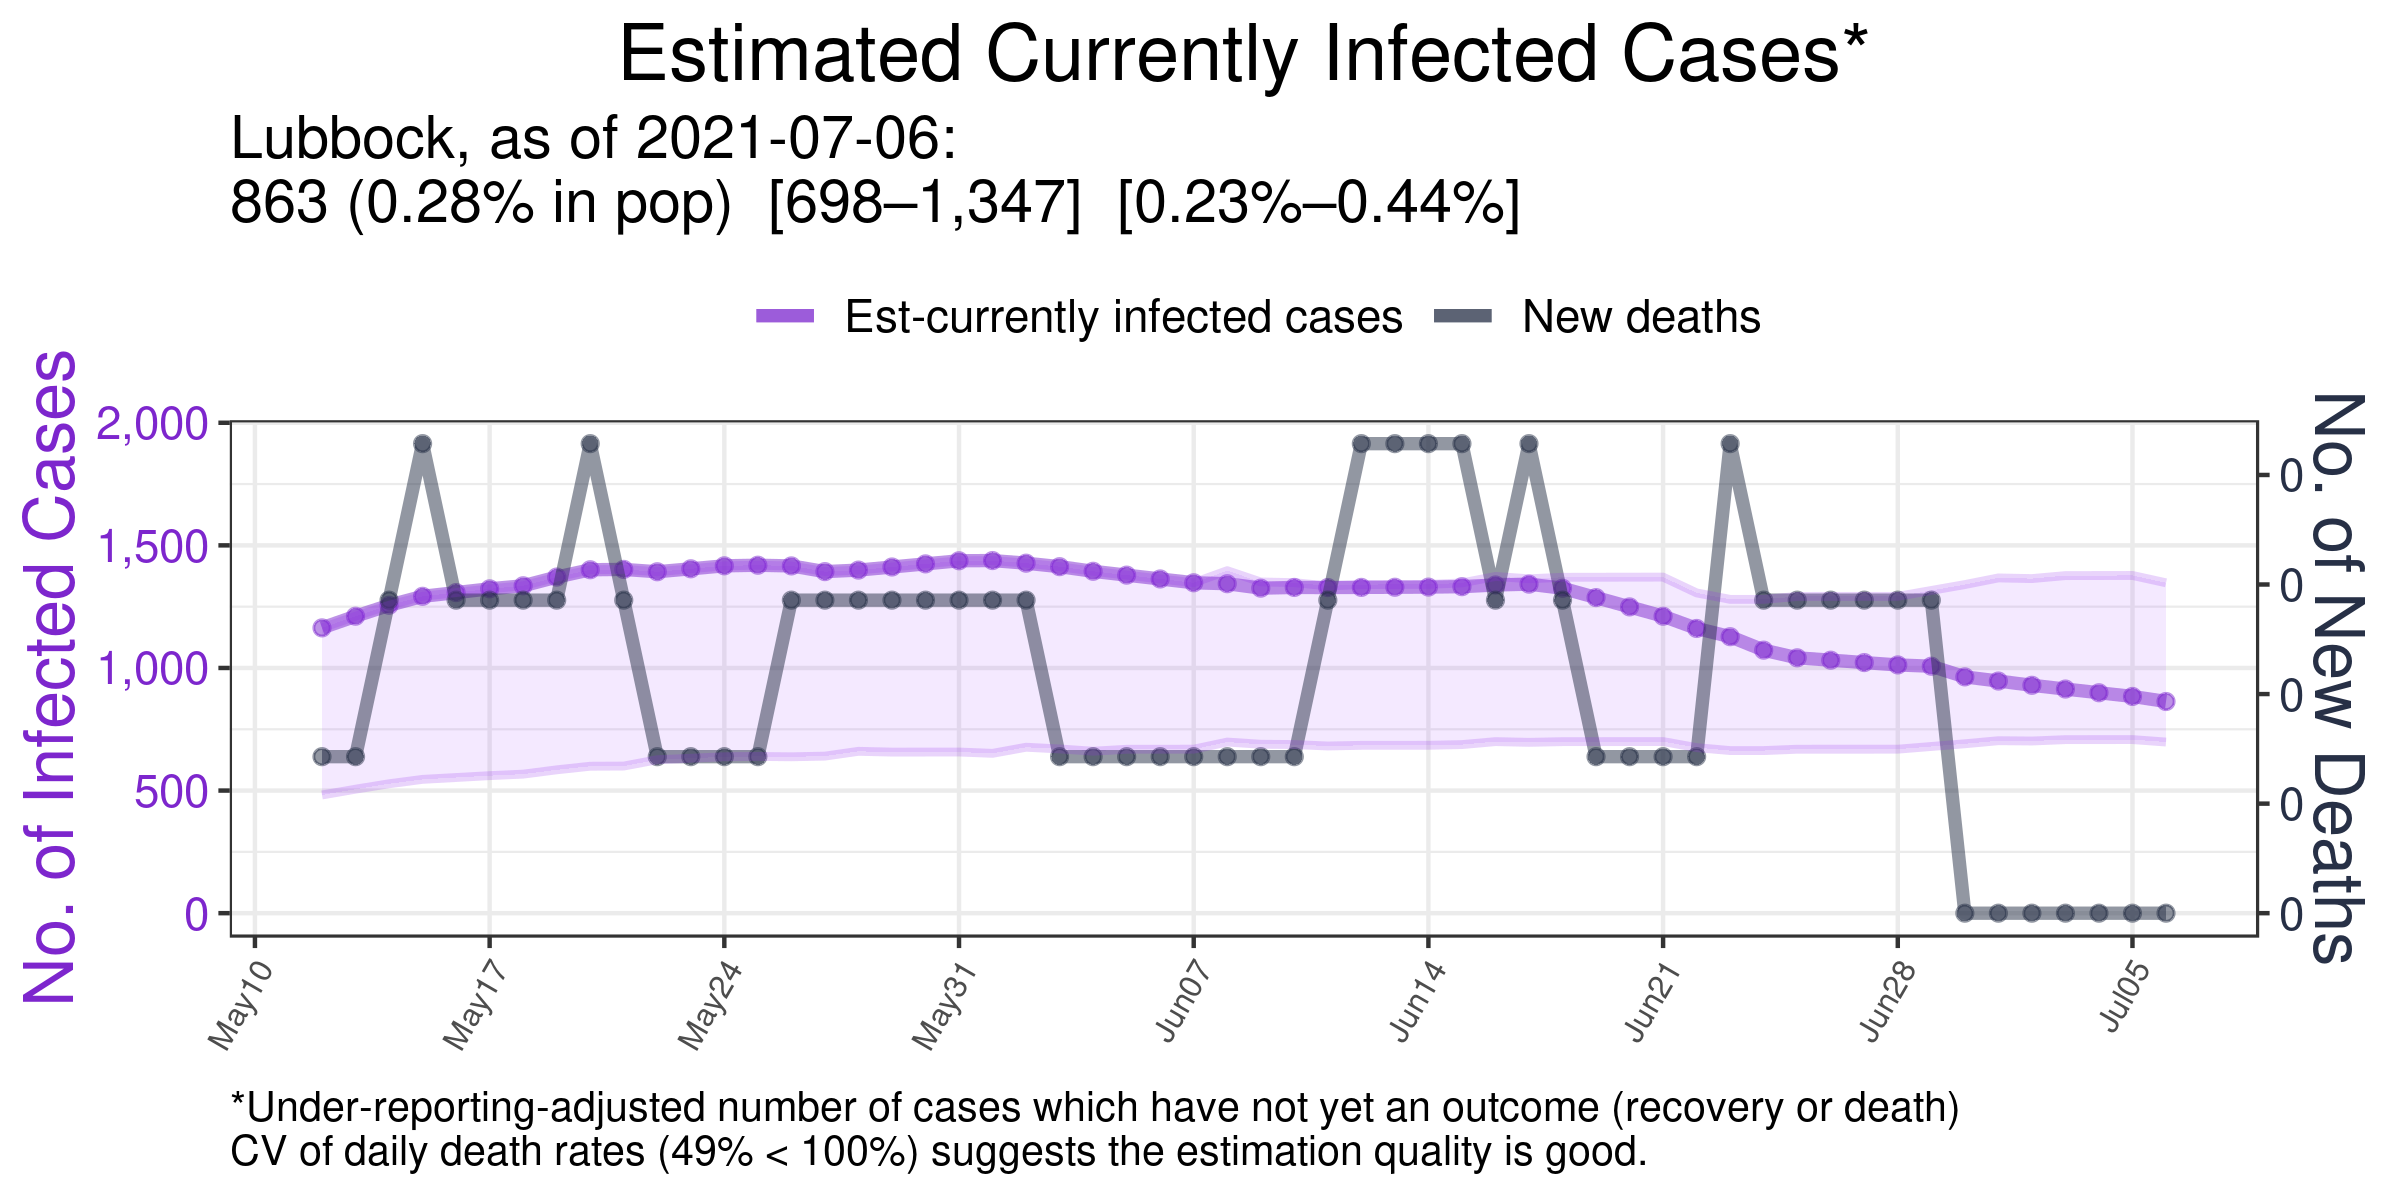 Estimated Currently Infected Cases*
Lubbock, as of 2021-07-06:
863 (0.28% in pop)  [698–1,347]  [0.23%–0.44%]
Est-currently infected cases
New deaths
No. of Infected Cases
2,000
1,500
1,000
500
0
No. of New Deaths
0
0
0
0
0
May10
May17
May24
May31
Jun07
Jun14
Jun21
Jun28
Jul05
*Under-reporting-adjusted number of cases which have not yet an outcome (recovery or death)
CV of daily death rates (49% < 100%) suggests the estimation quality is good.